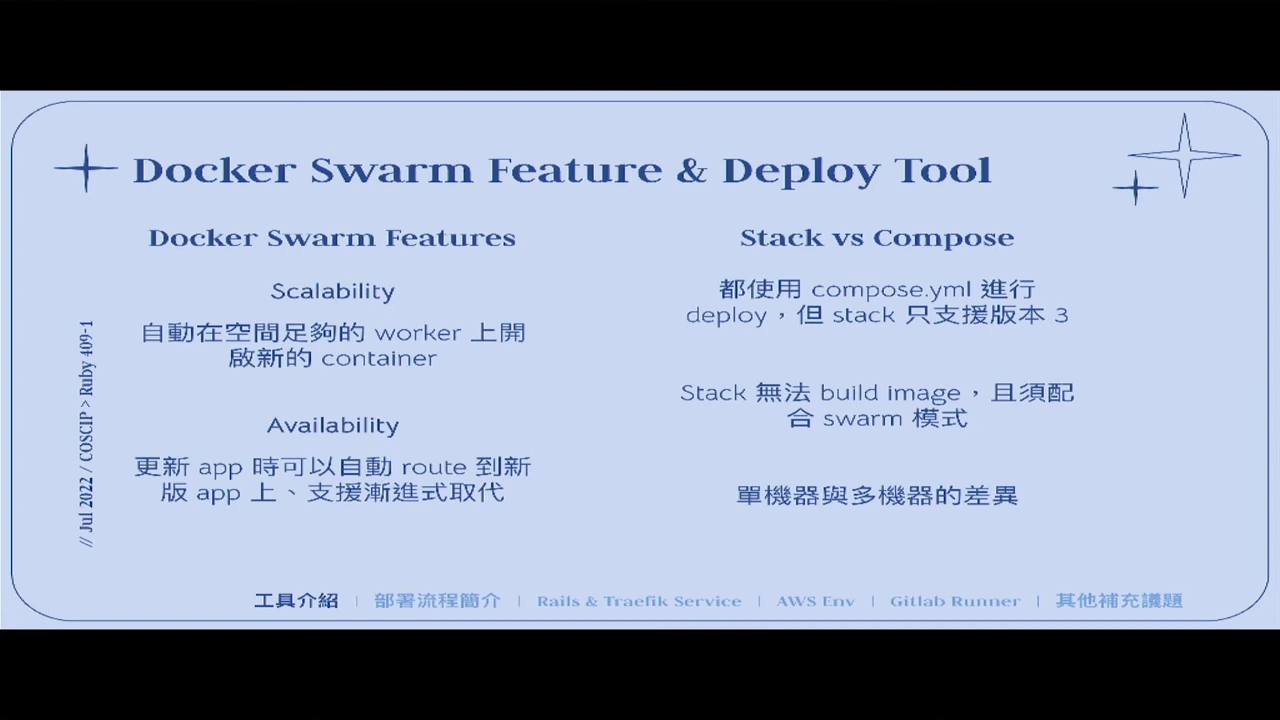 Docker Swarm Feature & Deploy Tool
Docker Swarm Features
Scalability
自動在空間足夠的 worker 上開
啟新的 container
Availability
更新 app 時可以自動 route 到新
版 app 上、支援漸進式取代
Stack vs Compose
都使用 compose.yml 進行
deploy，但 stack 只支援版本 3
Stack 無法 build image，且須配
合 swarm 模式
單機器與多機器的差異
// Jul 2022 / COSCIP > Ruby 409-1
工具介紹 | 部署流程簡介 | Rails & Traefik Service | AWS Env | Gitlab Runner | 其他補充議題